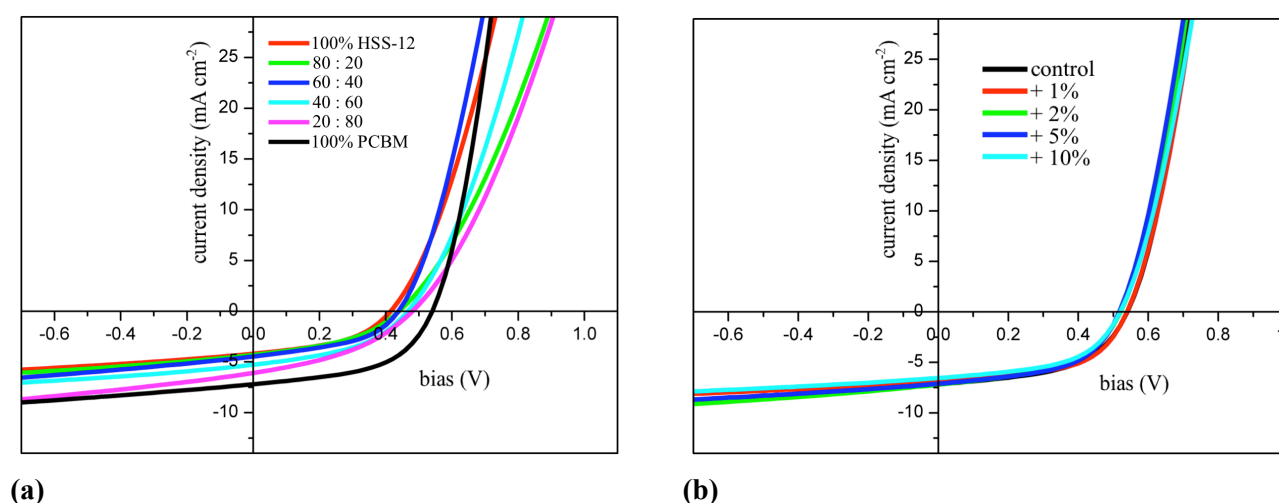 25
20
15
10
5
0
-5
-10
-0.6
-0.4
-0.2
0.0
0.2
0.4
0.6
0.8
1.0
current density (mA cm-2)
bias (V)
100% HSS-12
80 : 20
60 : 40
40 : 60
20 : 80
100% PCBM
(a)
25
20
15
10
5
0
-5
-10
-0.6
-0.4
-0.2
0.0
0.2
0.4
0.6
0.8
current density (mA cm-2)
bias (V)
control
+ 1%
+ 2%
+ 5%
+ 10%
(b)